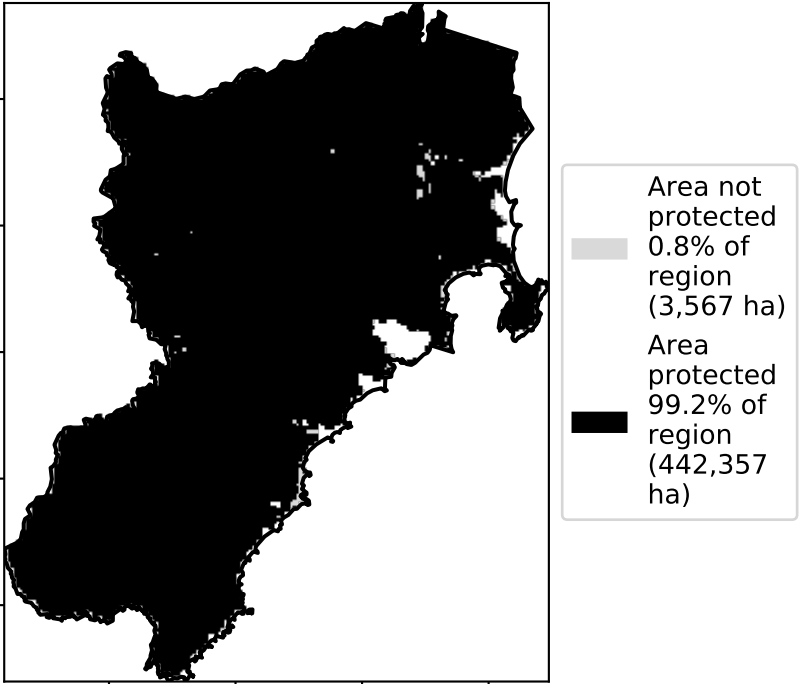 Area not
protected
0.8% of
region
(3,567 ha)
Area
protected
99.2% of
region
(442,357
ha)